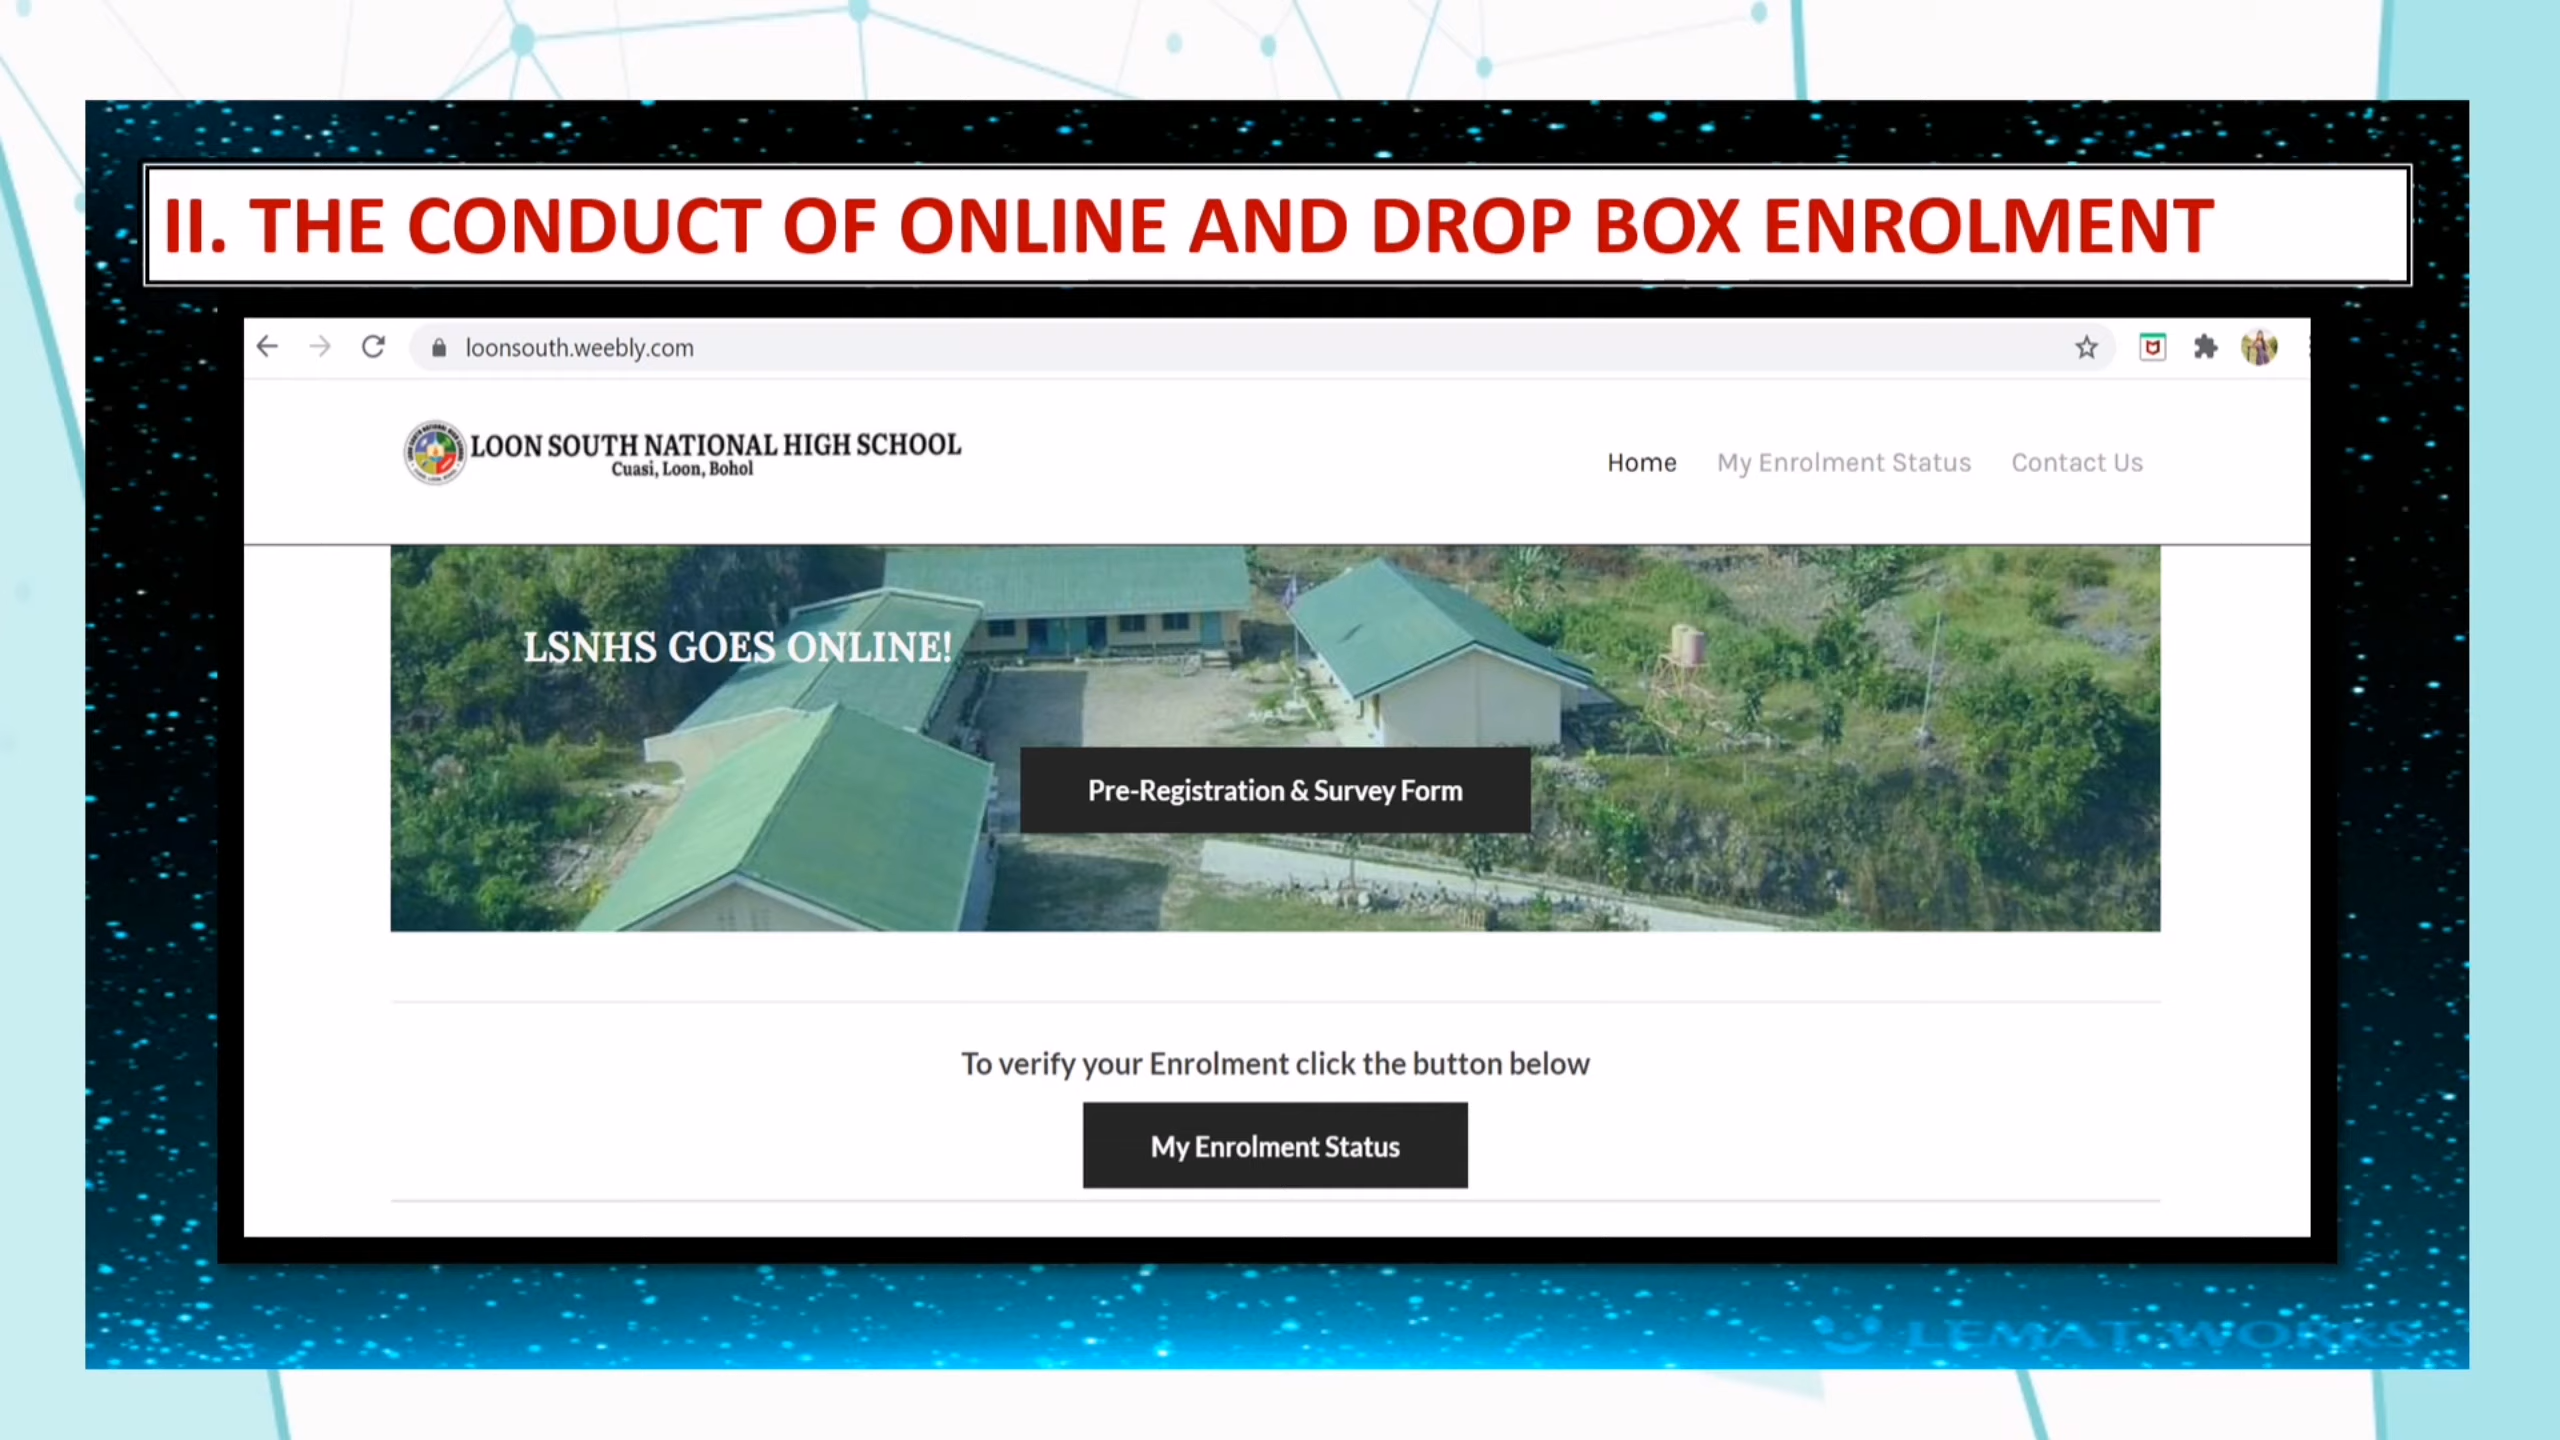 II. THE CONDUCT OF ONLINE AND DROP BOX ENROLMENT
loonsouth.weebly.com
LOON SOUTH NATIONAL HIGH SCHOOL
Cuasi, Loon, Bohol
Home My Enrolment Status Contact Us
LSNHS GOES ONLINE!
Pre-Registration & Survey Form
To verify your Enrolment click the button below
My Enrolment Status
LEMAT WORKS